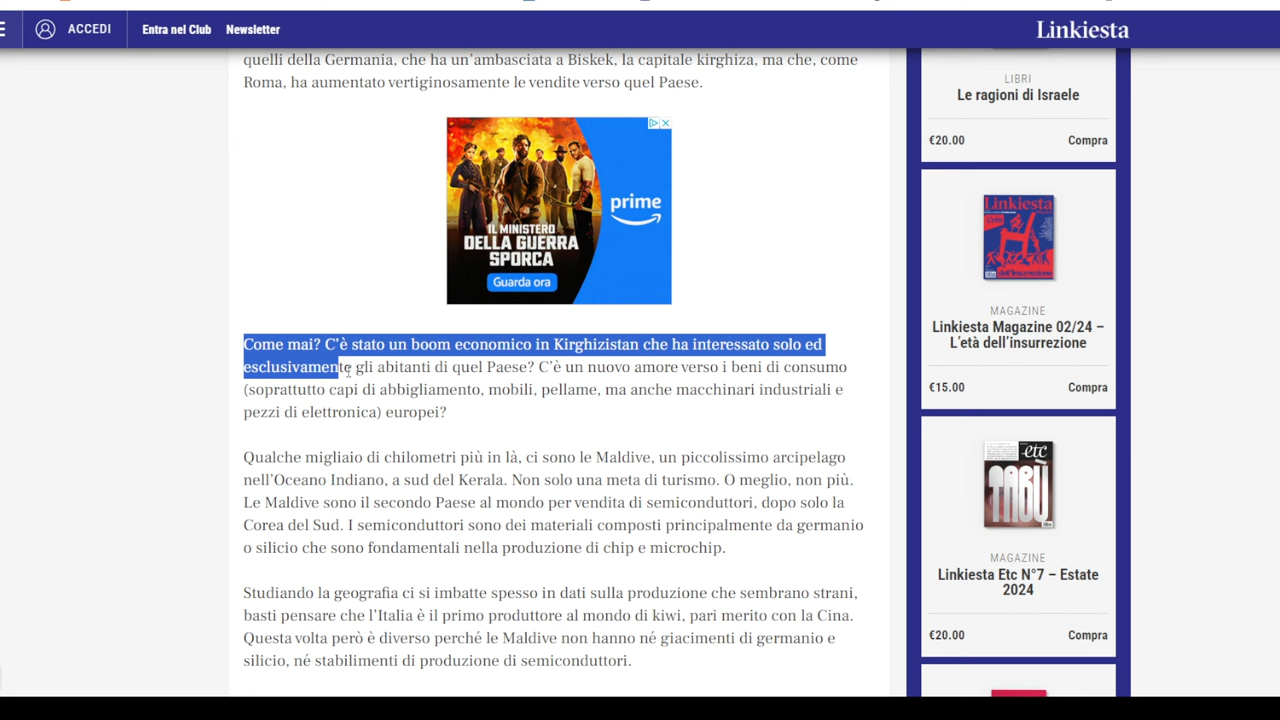 ACCEDI
Entra nel Club
Newsletter
Linkiesta
quelli della Germania, che ha un'ambasciata a Biskek, la capitale kirghiza, ma che, come
Roma, ha aumentato vertiginosamente le vendite verso quel Paese.
IL MINISTERO
DELLA GUERRA
SPORCA
Guarda ora
prime
Come mai? C'è stato un boom economico in Kirghizistan che ha interessato solo ed
esclusivamente gli abitanti di quel Paese? C'è un nuovo amore verso i beni di consumo
(soprattutto capi di abbigliamento, mobili, pellame, ma anche macchinari industriali e
pezzi di elettronica) europei?
Qualche migliaio di chilometri più in là, ci sono le Maldive, un piccolissimo arcipelago
nell'Oceano Indiano, a sud del Kerala. Non solo una meta di turismo. O meglio, non più.
Le Maldive sono il secondo Paese al mondo per vendita di semiconduttori, dopo solo la
Corea del Sud. I semiconduttori sono dei materiali composti principalmente da germanio
o silicio che sono fondamentali nella produzione di chip e microchip.
Studiando la geografia ci si imbatte spesso in dati sulla produzione che sembrano strani,
basti pensare che l'Italia è il primo produttore al mondo di kiwi, pari merito con la Cina.
Questa volta però è diverso perché le Maldive non hanno né giacimenti di germanio e
silicio, né stabilimenti di produzione di semiconduttori.
LIBRI
Le ragioni di Israele
€20.00 Compra
Linkiesta
dell'insurrezione
MAGAZINE
Linkiesta Magazine 02/24 –
L'età dell'insurrezione
€15.00 Compra
etc
TABÙ
MAGAZINE
Linkiesta Etc N°7 – Estate
2024
€20.00 Compra